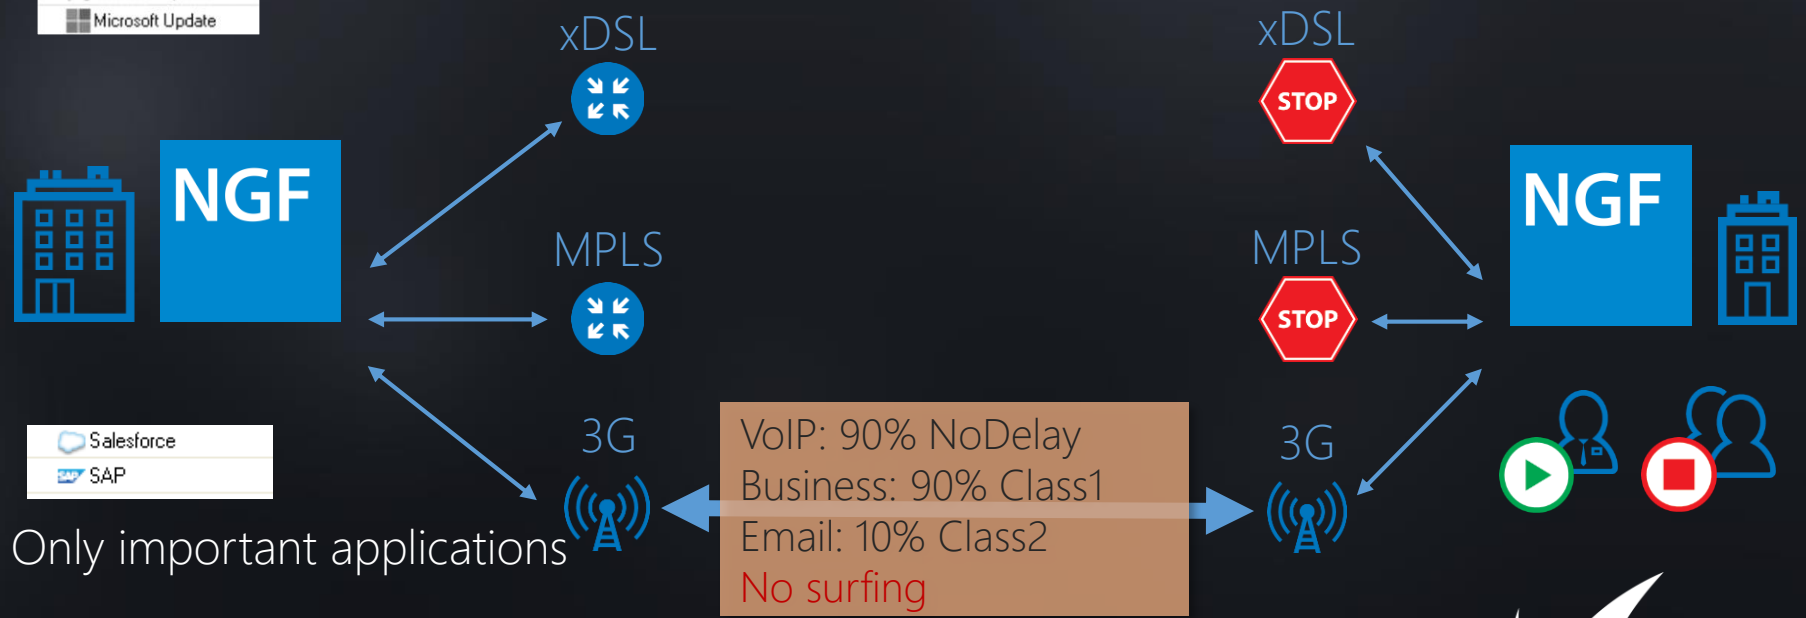 Microsoft Update
xDSL
xDSL
STOP
NGF
NGF
MPLS
MPLS
STOP
3G
3G
VoIP: 90% NoDelay
Business: 90% Class1
Email: 10% Class2
No surfing
Salesforce
SAP SAP
Only important applications